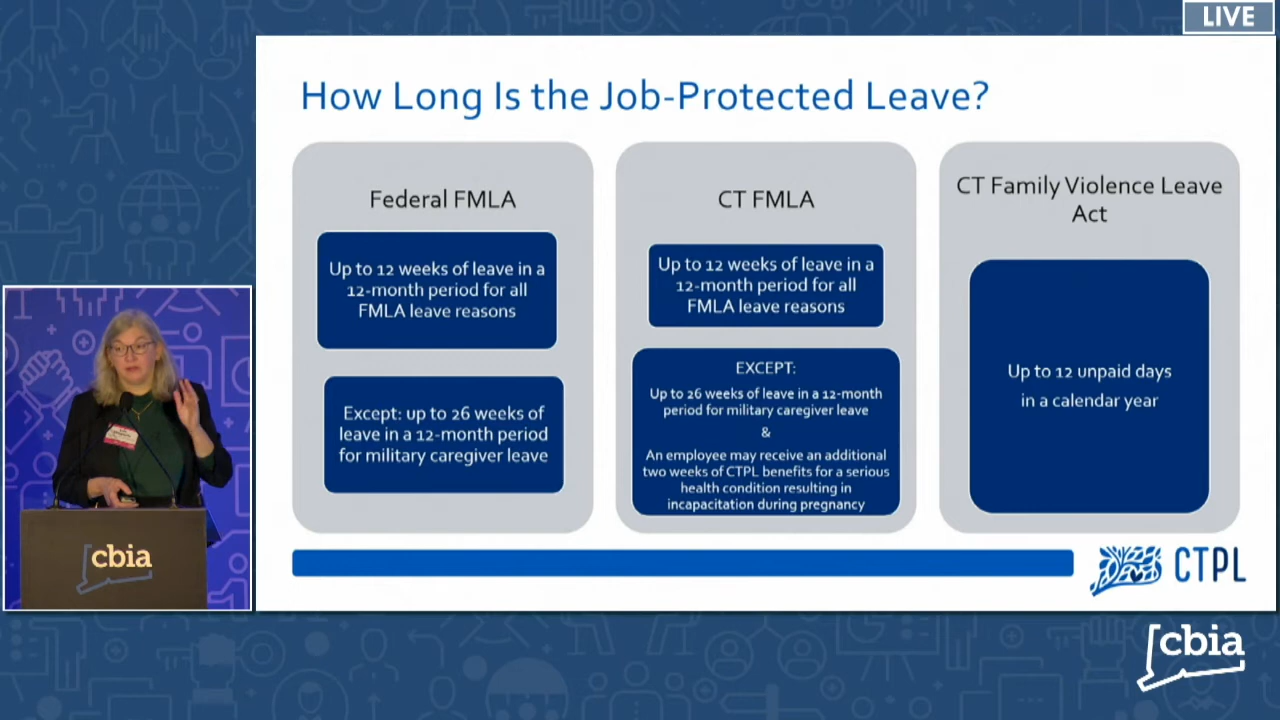 LIVE
How Long Is the Job-Protected Leave?
Federal FMLA
Up to 12 weeks of leave in a
12-month period for all
FMLA leave reasons
Except: up to 26 weeks of
leave in a 12-month period
for military caregiver leave
CT FMLA
Up to 12 weeks of leave in a
12-month period for all
FMLA leave reasons
EXCEPT:
Up to 26 weeks of leave in a 12-month
period for military caregiver leave
&
An employee may receive an additional
two weeks of CTPL benefits for a serious
health condition resulting in
incapacitation during pregnancy
CT Family Violence Leave
Act
Up to 12 unpaid days
in a calendar year
CTPL
cbia
cbia